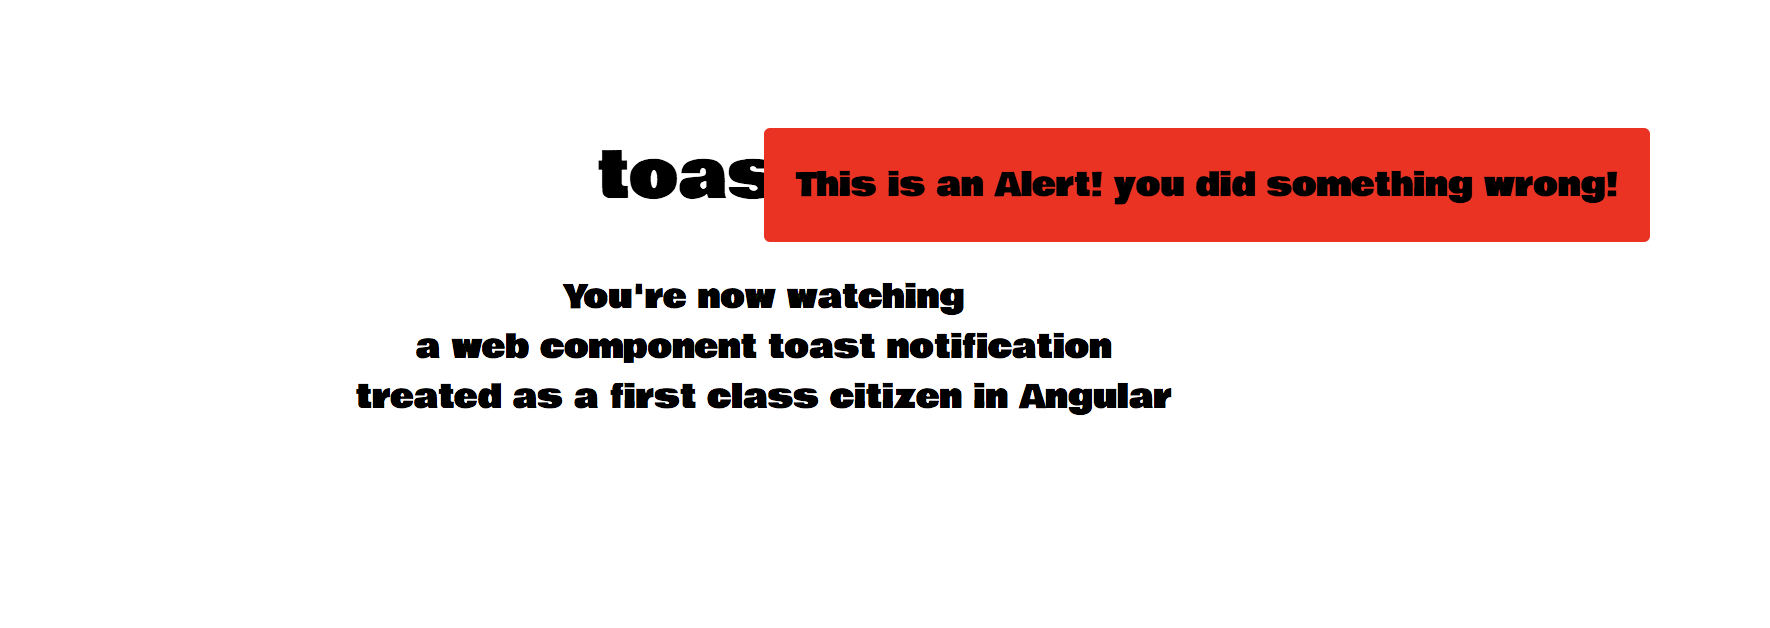 toas
This is an Alert! you did something wrong!
You're now watching
a web component toast notification
treated as a first class citizen in Angular